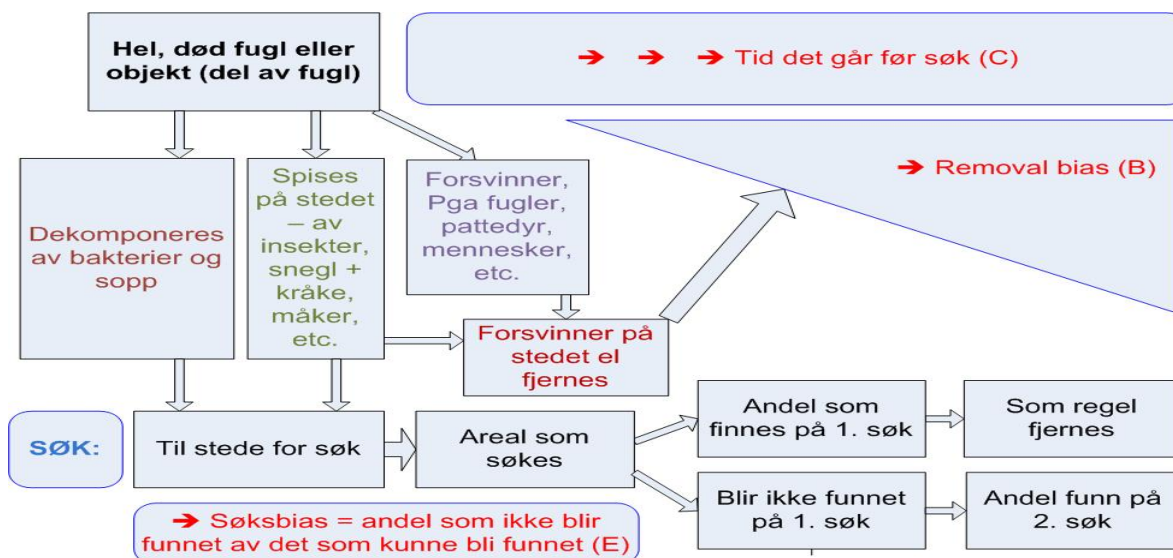 Hel, død fugl eller
objekt (del av fugl)
➔ ➔ ➔ Tid det går før søk (C)
➔ Removal bias (B)
Dekomponeres
av bakterier og
sopp
Spises
på stedet
– av
insekter,
snegl +
kråke,
måker,
etc.
Forsvinner,
Pga fugler,
pattedyr,
mennesker,
etc.
Forsvinner på
stedet el
fjernes
SØK:
Til stede for søk
Areal som
søkes
Andel som
finnes på 1. søk
Som regel
fjernes
Blir ikke funnet
på 1. søk
Andel funn på
2. søk
➔ Søksbias = andel som ikke blir
funnet av det som kunne bli funnet (E)